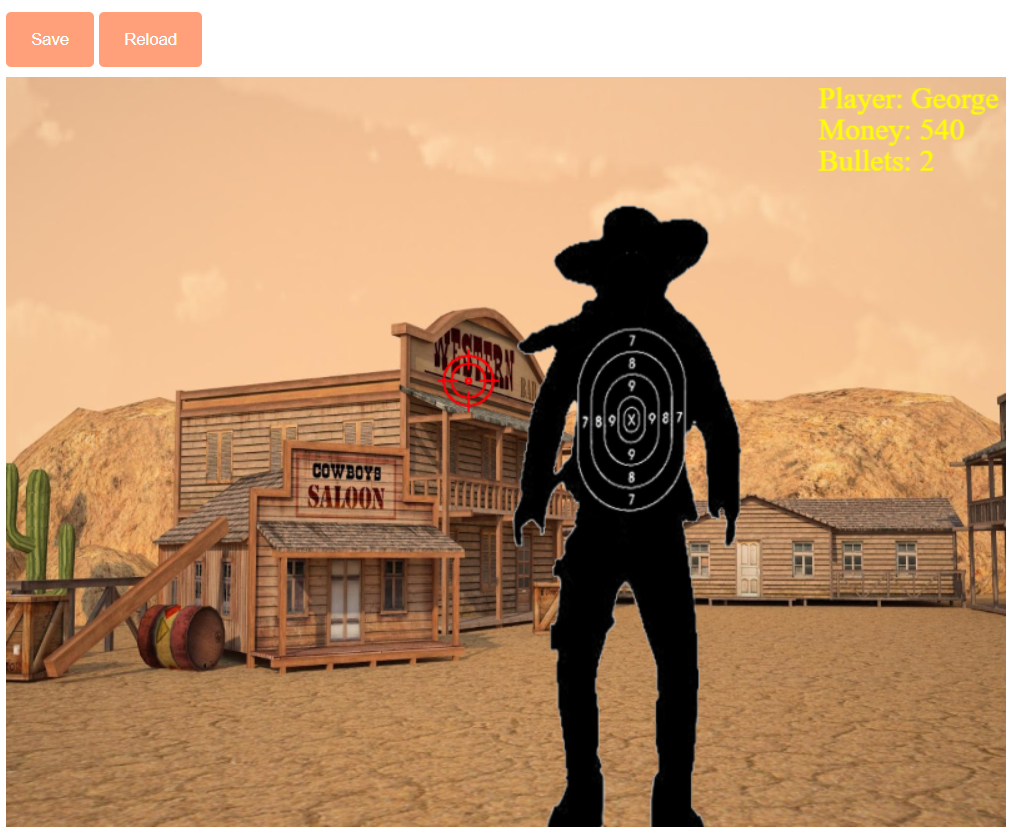 Save Reload
Player: George
Money: 540
Bullets: 2
WESTERN
BAR
COWBOYS
SALOON
7
8
9
7 8 9 X 9 8 7
9
8
7